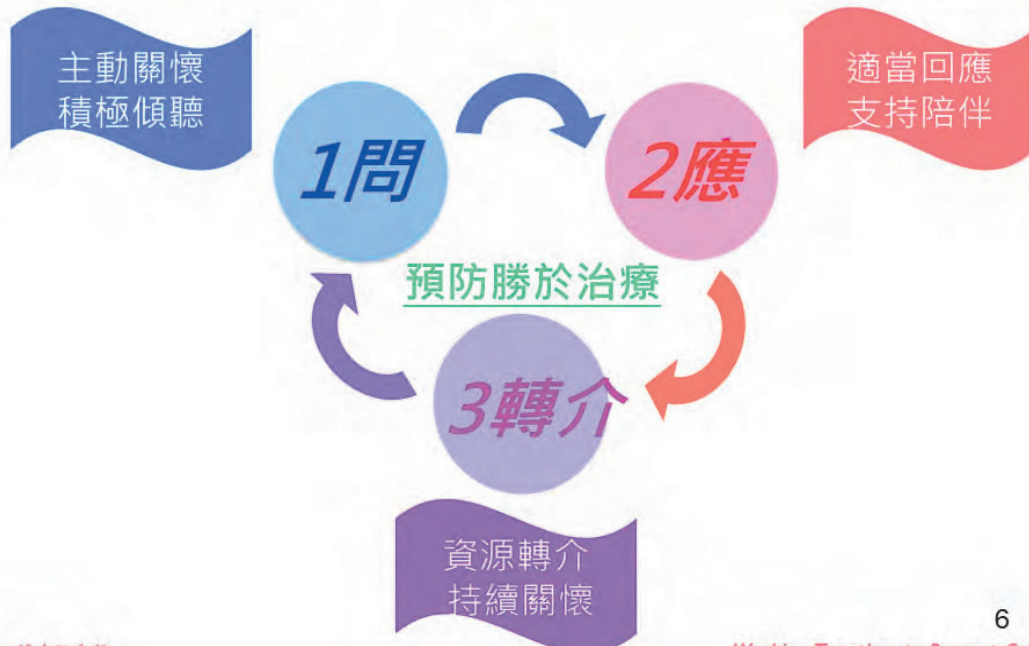 主動關懷
積極傾聽
1問
2應
適當回應
支持陪伴
預防勝於治療
3轉介
資源轉介
持續關懷
6